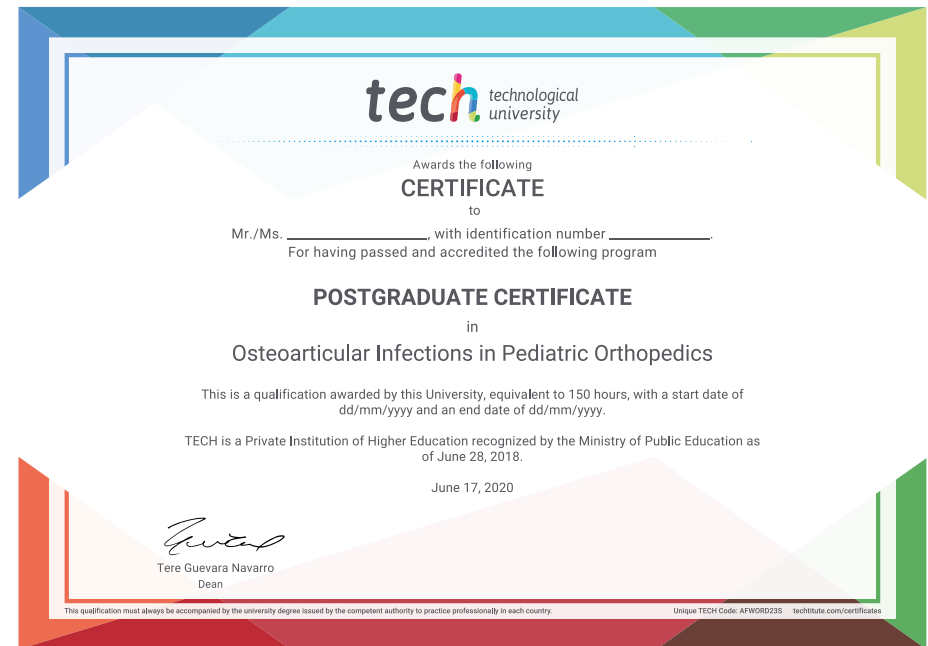 tech technological
university
Awards the following
CERTIFICATE
to
Mr./Ms. ____________________, with identification number ______________.
For having passed and accredited the following program
POSTGRADUATE CERTIFICATE
in
Osteoarticular Infections in Pediatric Orthopedics
This is a qualification awarded by this University, equivalent to 150 hours, with a start date of
dd/mm/yyyy and an end date of dd/mm/yyyy.
TECH is a Private Institution of Higher Education recognized by the Ministry of Public Education as
of June 28, 2018.
June 17, 2020
Tere Guevara Navarro
Dean
This qualification must always be accompanied by the university degree issued by the competent authority to practice professionally in each country.
Unique TECH Code: AFWORD23S techtitute.com/certificates